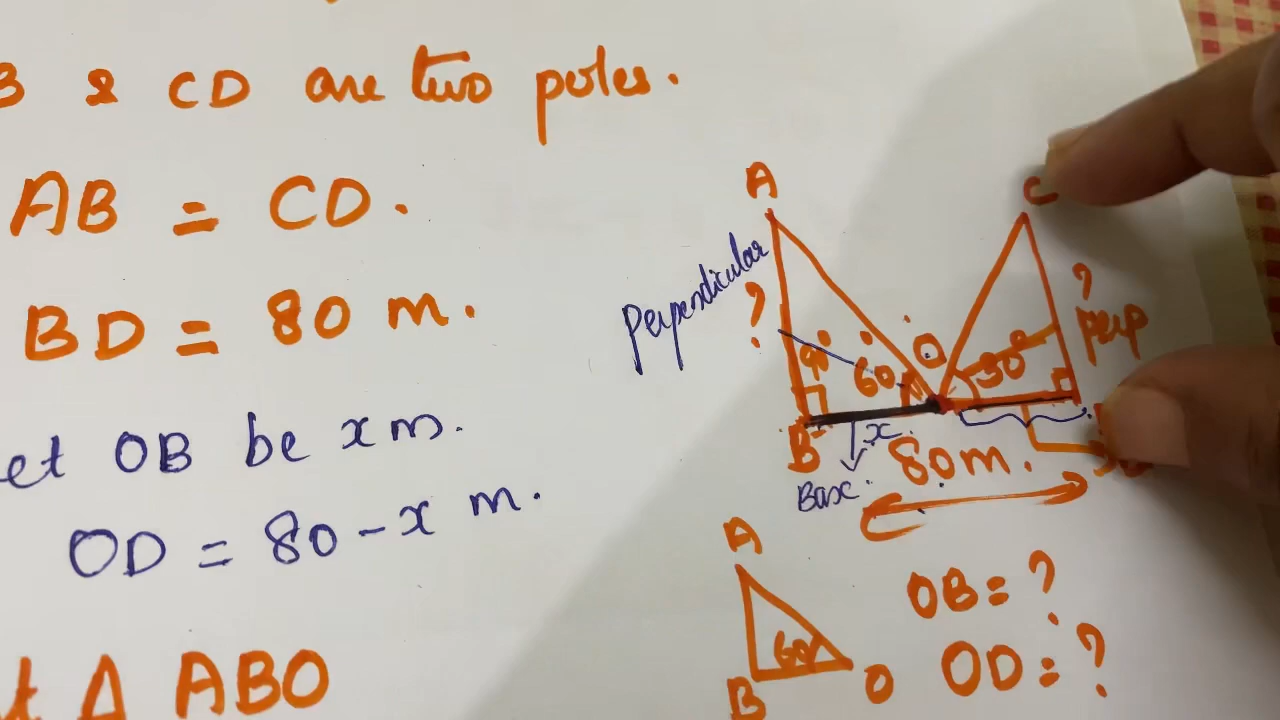 B & CD are two poles.
AB = CD.
BD = 80 m.
et OB be x m.
OD = 80 - x m.
Δ ABO
A
C
Perpendicular
?
?
90°
60°
O
30°
perp
B
x
80m.
Base
A
60°
B
O
OB = ?
OD = ?